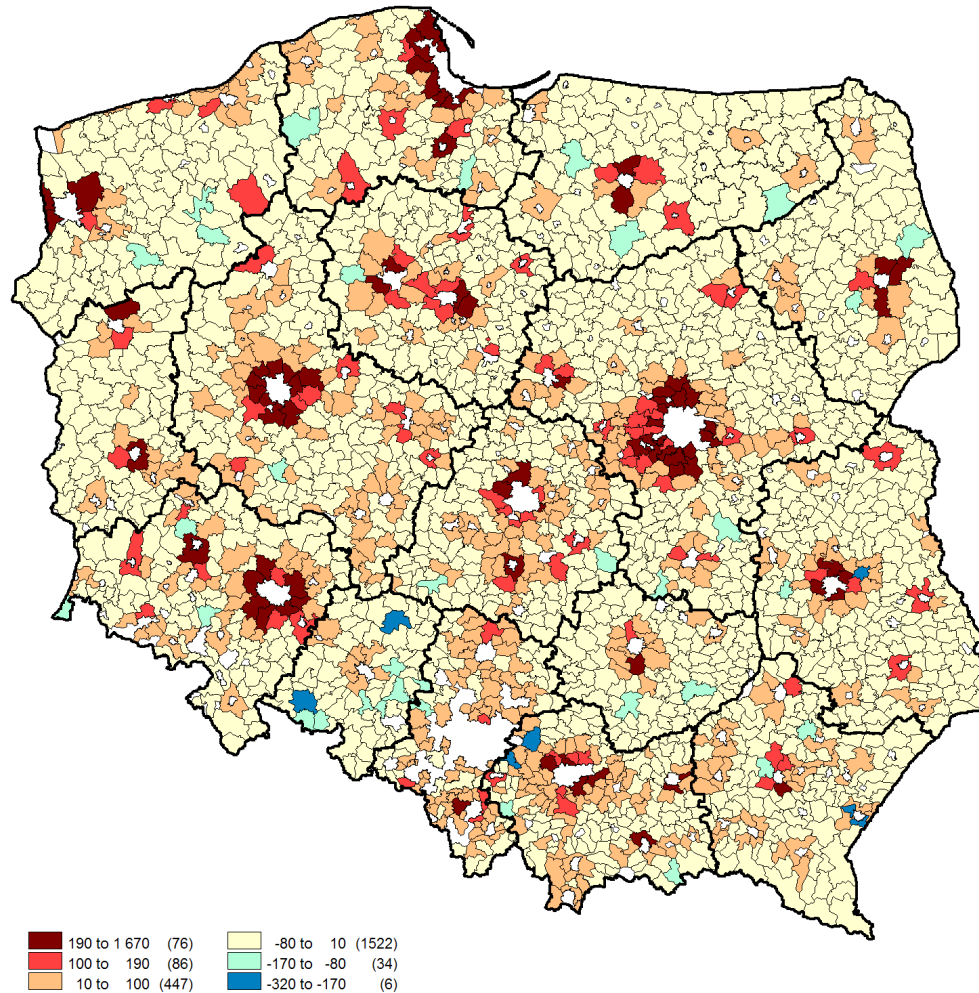 190 to 1 670 (76)
100 to 190 (86)
10 to 100 (447)
-80 to 10 (1522)
-170 to -80 (34)
-320 to -170 (6)